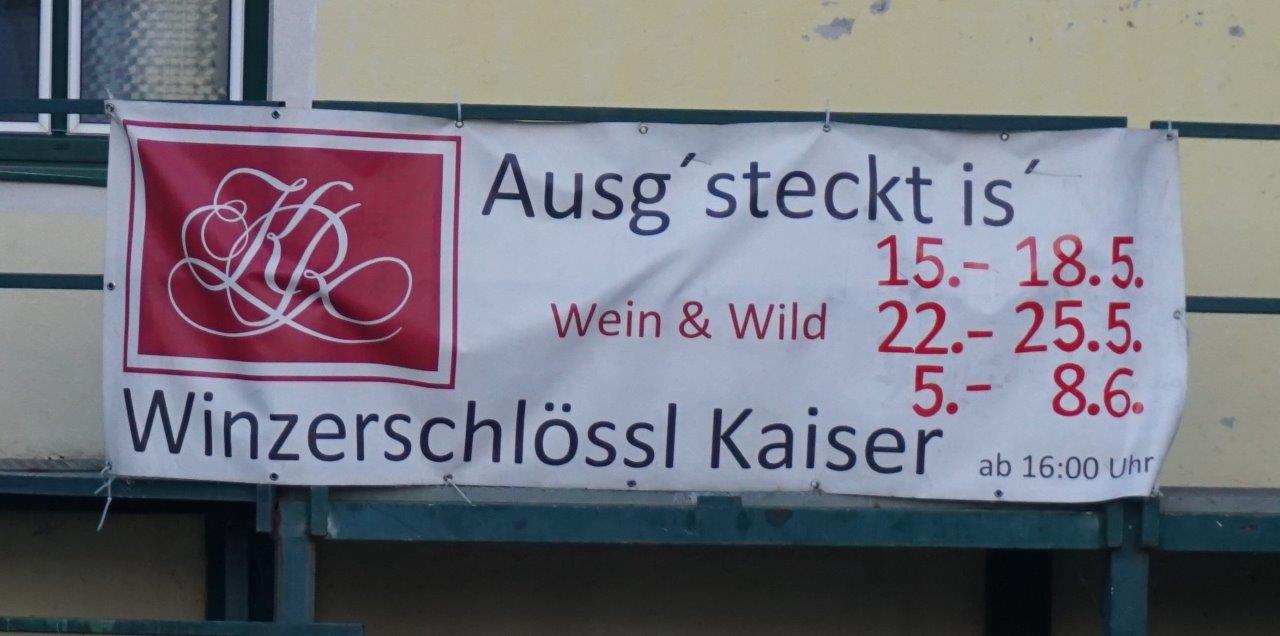 KR
Ausg´steckt is´
15.- 18.5.
Wein & Wild 22.- 25.5.
5.- 8.6.
Winzerschlössl Kaiser
ab 16:00 Uhr